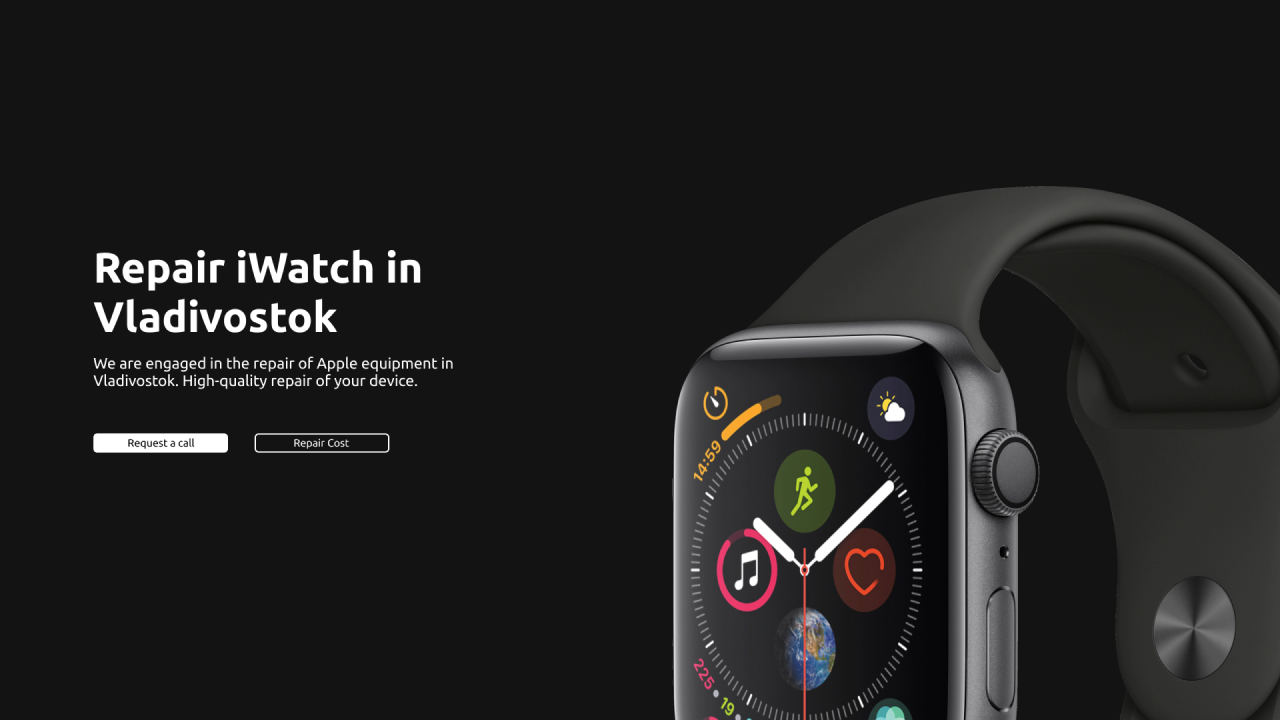 Repair iWatch in
Vladivostok
We are engaged in the repair of Apple equipment in
Vladivostok. High-quality repair of your device.
Request a call
Repair Cost
14:59
225
19